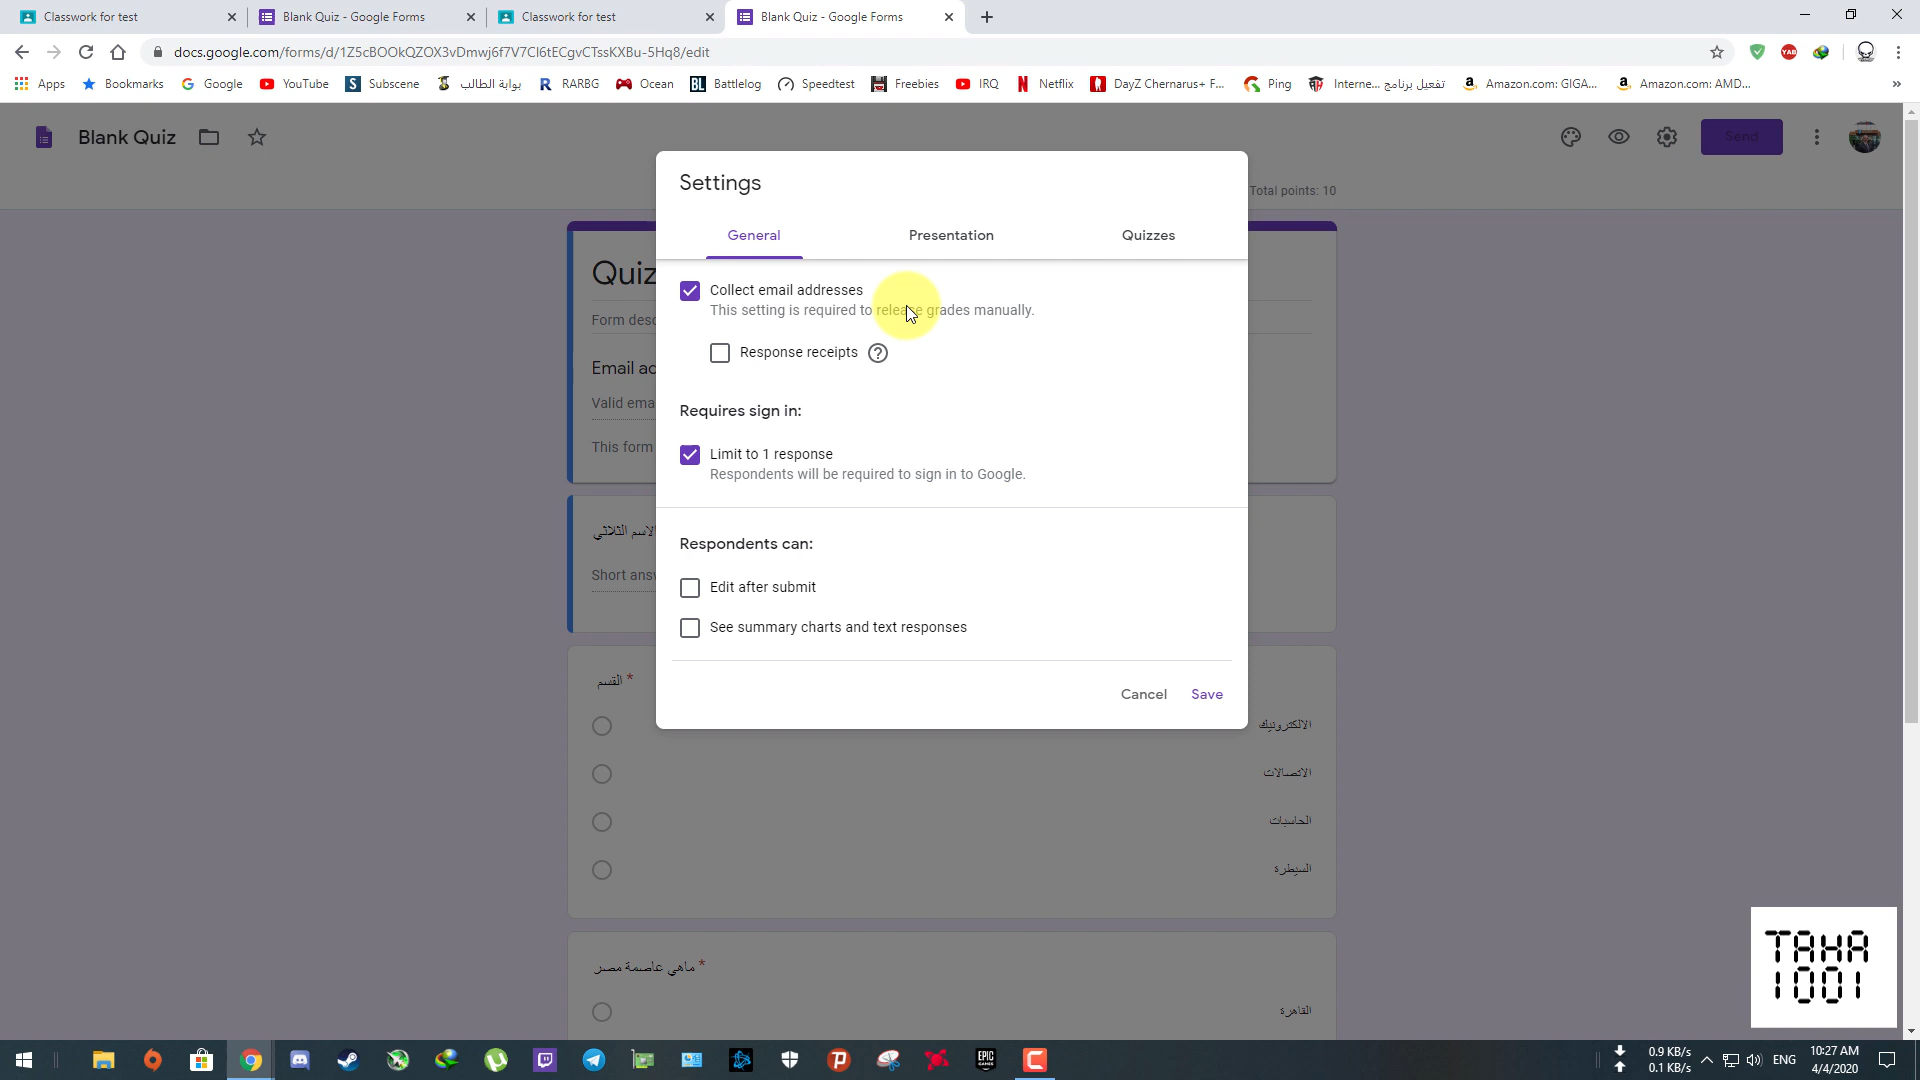 Classwork for test
Blank Quiz - Google Forms
Classwork for test
Blank Quiz - Google Forms
docs.google.com/forms/d/1Z5cBOOkQZOX3vDmwj6f7V7Cl6tECgvCTssKXBu-5Hq8/edit
Apps
Bookmarks
Google
YouTube
Subscene
بوابة الطالب
RARBG
Ocean
Battlelog
Speedtest
Freebies
IRQ
Netflix
DayZ Chernarus+ F...
Ping
تفعيل برنامج Interne...
Amazon.com: GIGA...
Amazon.com: AMD...
Blank Quiz
Send
Total points: 10
Settings
General
Presentation
Quizzes
Quiz
Form desc
Email ad
Valid ema
This form
Collect email addresses
This setting is required to release grades manually.
Response receipts
Requires sign in:
Limit to 1 response
Respondents will be required to sign in to Google.
Respondents can:
Edit after submit
See summary charts and text responses
Cancel
Save
الاسم الثلاثي
Short answ
القسم *
الالكترونيك
الاتصالات
الحاسبات
السيطرة
ماهي عاصمة مصر *
القاهرة
TAHA
1001
0.9 KB/s
0.1 KB/s
ENG
10:27 AM
4/4/2020